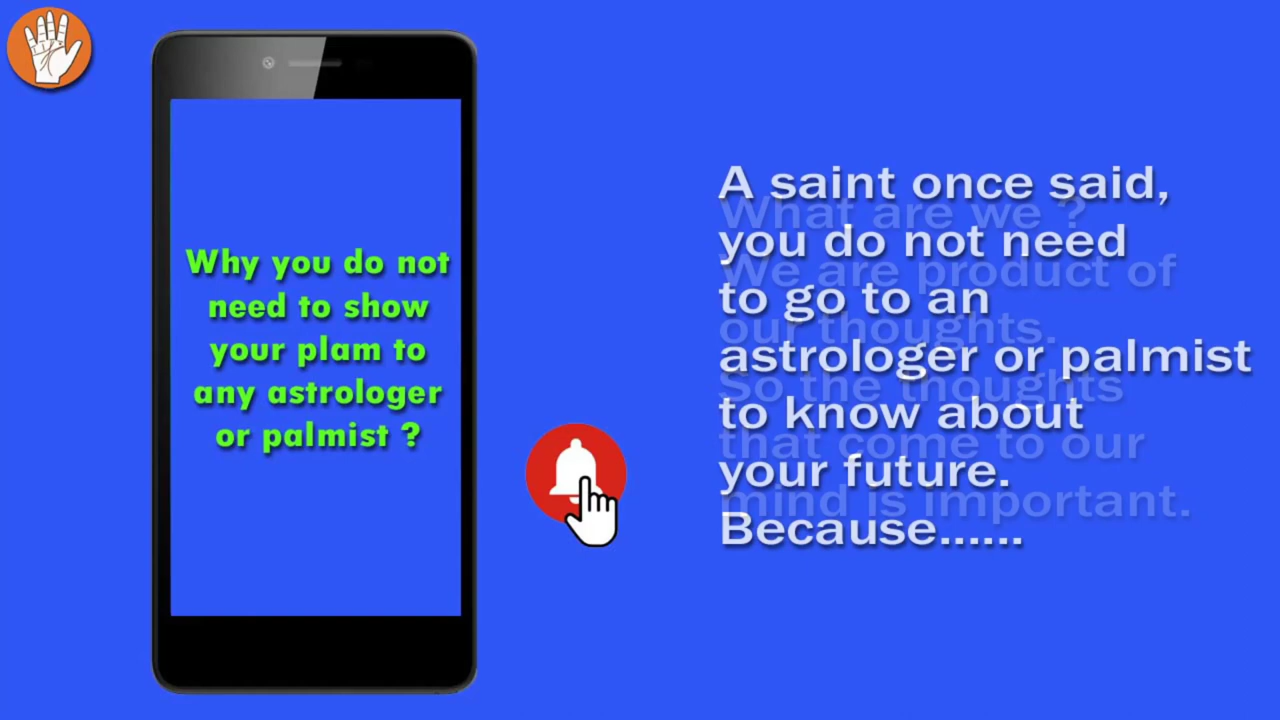 Why you do not
need to show
your plam to
any astrologer
or palmist ?
A saint once said,
What are we ?
you do not need
We are product of
to go to an
our thoughts.
astrologer or palmist
So the thoughts
to know about
that come to our
your future.
mind is important.
Because......